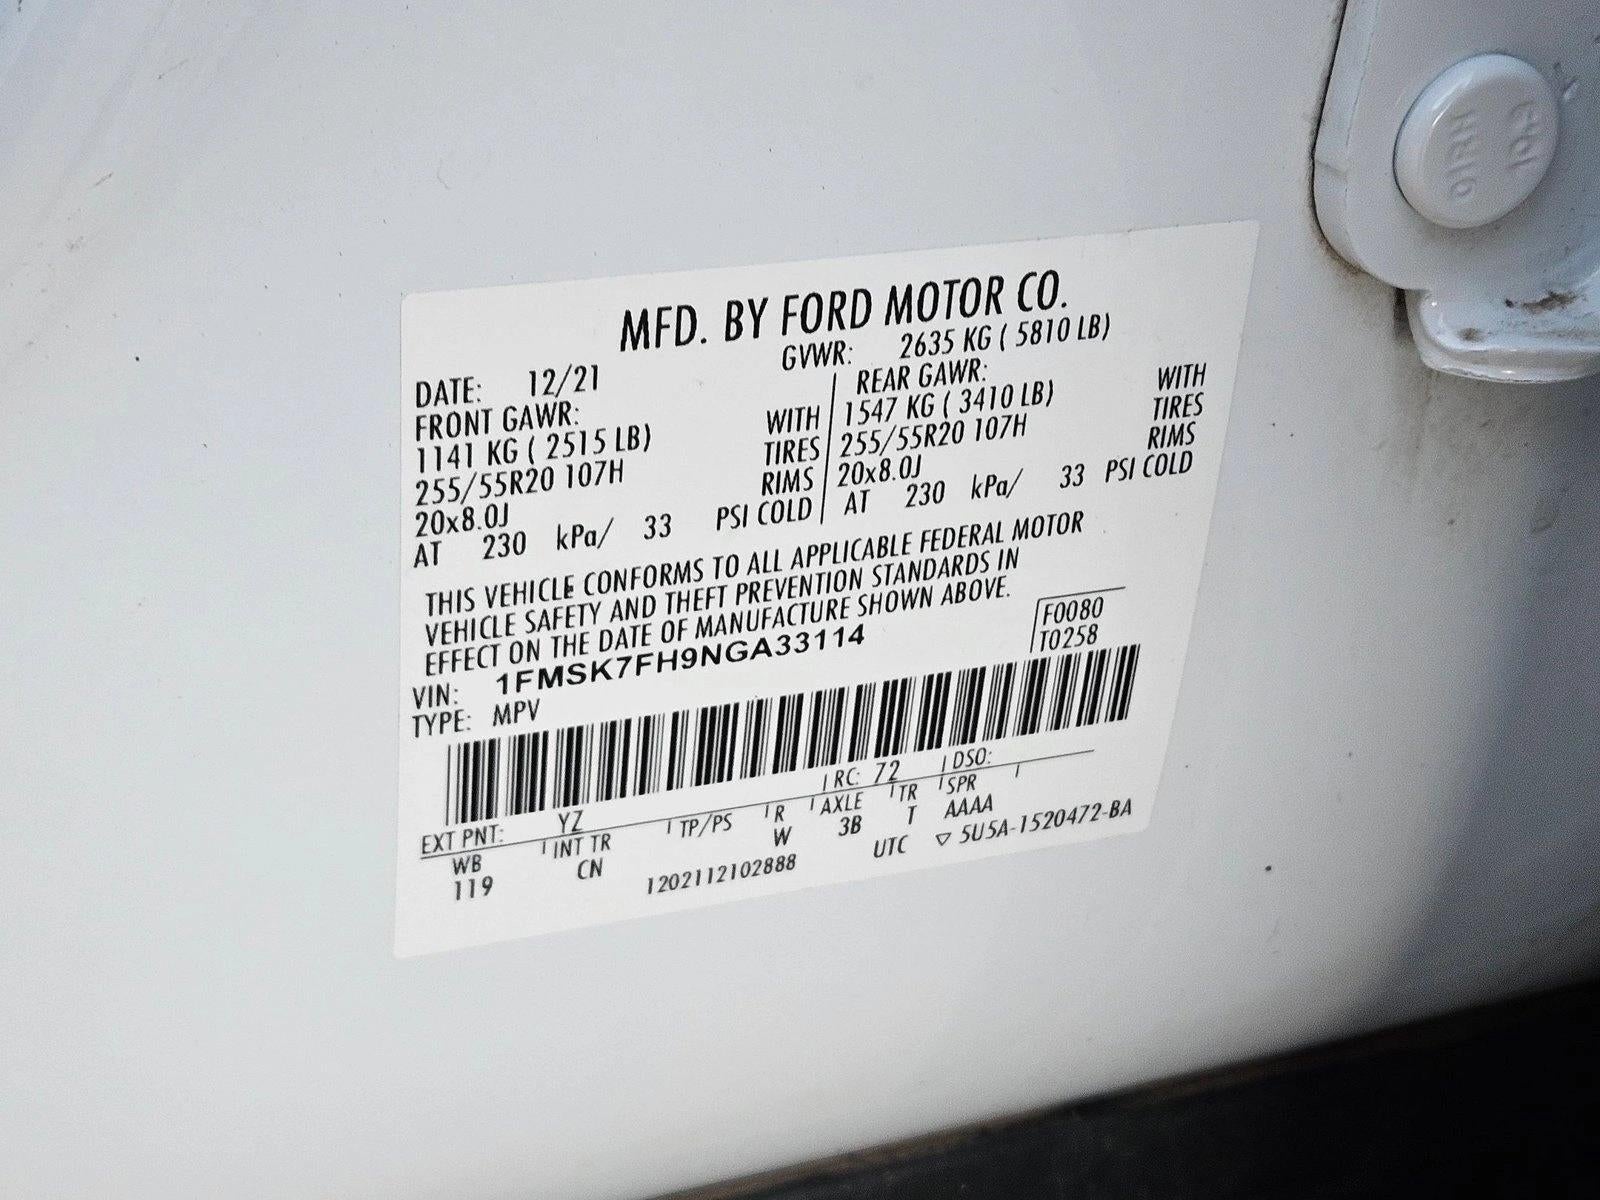 MFD. BY FORD MOTOR CO.
DATE: 12/21 GVWR: 2635 KG ( 5810 LB)
FRONT GAWR: REAR GAWR:
1141 KG ( 2515 LB) WITH 1547 KG ( 3410 LB) WITH
255/55R20 107H TIRES 255/55R20 107H TIRES
20x8.0J RIMS 20x8.0J RIMS
AT 230 kPa/ 33 PSI COLD AT 230 kPa/ 33 PSI COLD
THIS VEHICLE CONFORMS TO ALL APPLICABLE FEDERAL MOTOR
VEHICLE SAFETY AND THEFT PREVENTION STANDARDS IN
EFFECT ON THE DATE OF MANUFACTURE SHOWN ABOVE.
VIN: 1FMSK7FH9NGA33114 F0080
TYPE: MPV T0258
EXT PNT: YZ RC: 72 DSO:
WB INT TR TP/PS R AXLE TR SPR
119 CN W 3B T AAAA
1202112102888 UTC ▽ 5U5A-1520472-BA